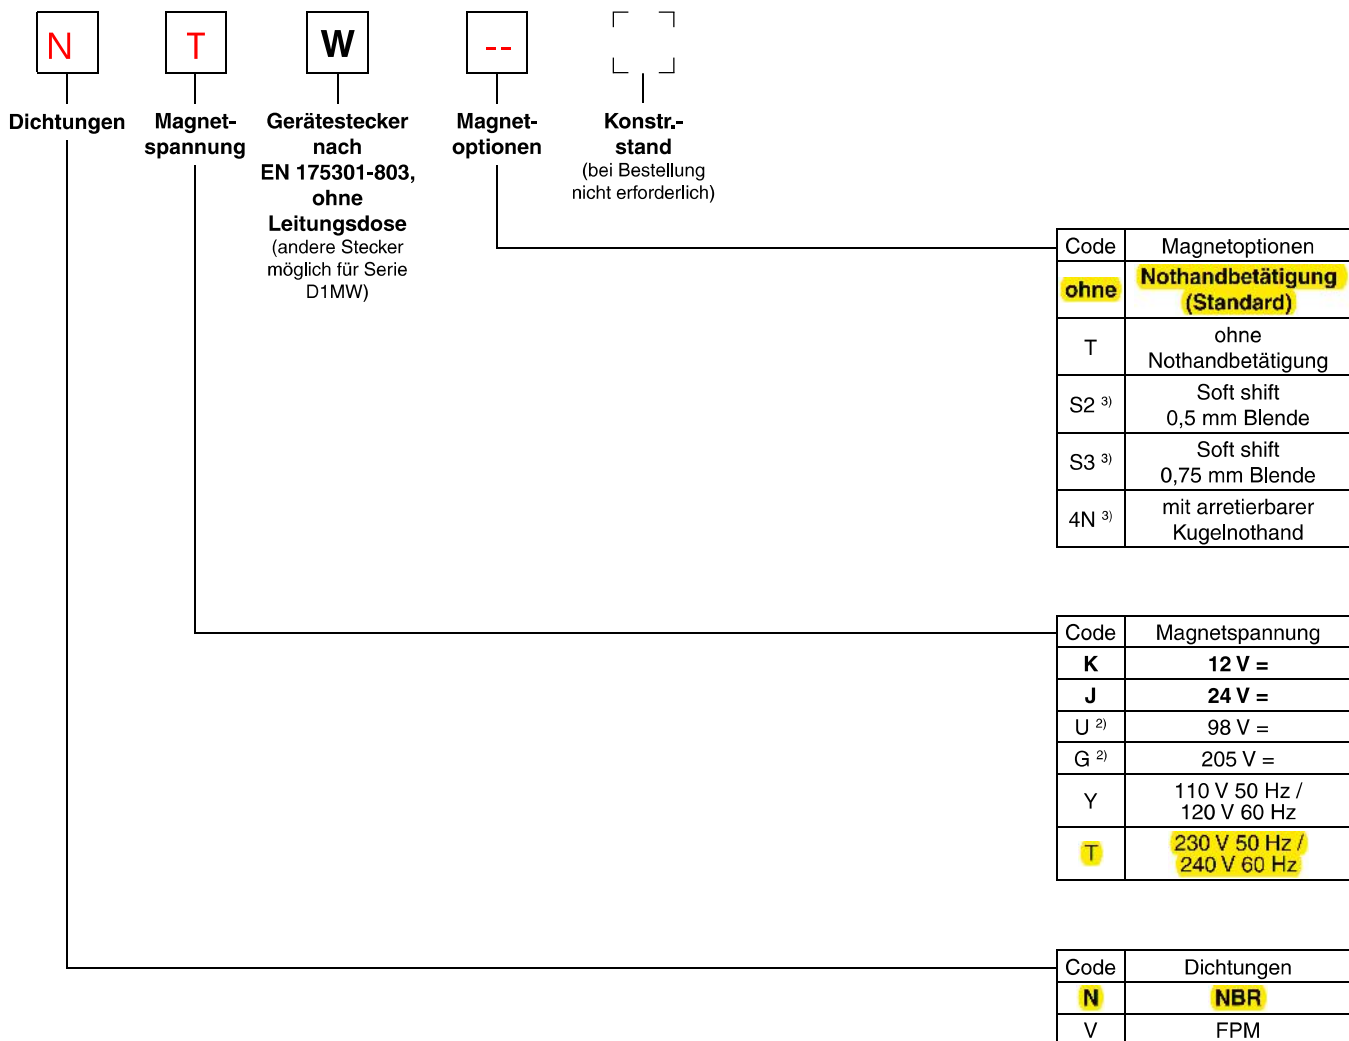 N T W --
Dichtungen
Magnet-
spannung
Gerätestecker
nach
EN 175301-803,
ohne
Leitungsdose
(andere Stecker
möglich für Serie
D1MW)
Magnet-
optionen
Konstr.-
stand
(bei Bestellung
nicht erforderlich)
Code Magnetoptionen
ohne Nothandbetätigung
(Standard)
T ohne
Nothandbetätigung
S2 3) Soft shift
0,5 mm Blende
S3 3) Soft shift
0,75 mm Blende
4N 3) mit arretierbarer
Kugelnothand
Code Magnetspannung
K 12 V =
J 24 V =
U 2) 98 V =
G 2) 205 V =
Y 110 V 50 Hz /
120 V 60 Hz
T 230 V 50 Hz /
240 V 60 Hz
Code Dichtungen
N NBR
V FPM